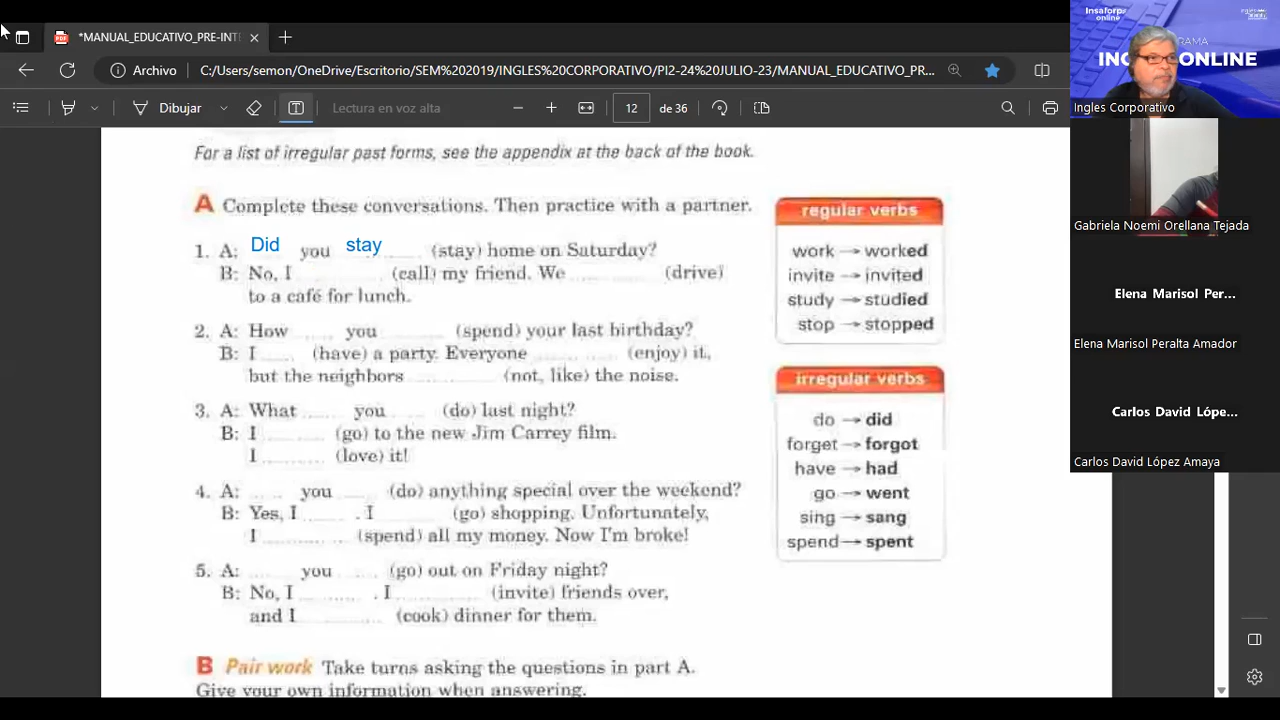 *MANUAL_EDUCATIVO_PRE-INTE
Archivo
C:/Users/semon/OneDrive/Escritorio/SEM%202019/INGLES%20CORPORATIVO/PI2-24%20JULIO-23/MANUAL_EDUCATIVO_PR...
Dibujar
Lectura en voz alta
12
de 36
For a list of irregular past forms, see the appendix at the back of the book.
A Complete these conversations. Then practice with a partner.
1. A: Did you stay (stay) home on Saturday?
B: No, I (call) my friend. We (drive)
to a café for lunch.
2. A: How you (spend) your last birthday?
B: I (have) a party. Everyone (enjoy) it,
but the neighbors (not, like) the noise.
3. A: What you (do) last night?
B: I (go) to the new Jim Carrey film.
I (love) it!
4. A: you (do) anything special over the weekend?
B: Yes, I . I (go) shopping. Unfortunately,
I (spend) all my money. Now I'm broke!
5. A: you (go) out on Friday night?
B: No, I . I (invite) friends over,
and I (cook) dinner for them.
B Pair work Take turns asking the questions in part A.
Give your own information when answering.
regular verbs
work → worked
invite → invited
study → studied
stop → stopped
irregular verbs
do → did
forget → forgot
have → had
go → went
sing → sang
spend → spent
Insaforp
online
Ingles Corporativo
Gabriela Noemi Orellana Tejada
Elena Marisol Per...
Elena Marisol Peralta Amador
Carlos David Lópe...
Carlos David López Amaya